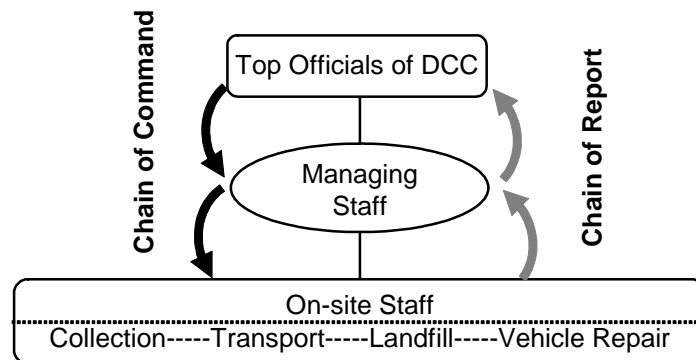 Top Officials of DCC
Chain of Command
Chain of Report
Managing
Staff
On-site Staff
Collection-----Transport-----Landfill-----Vehicle Repair